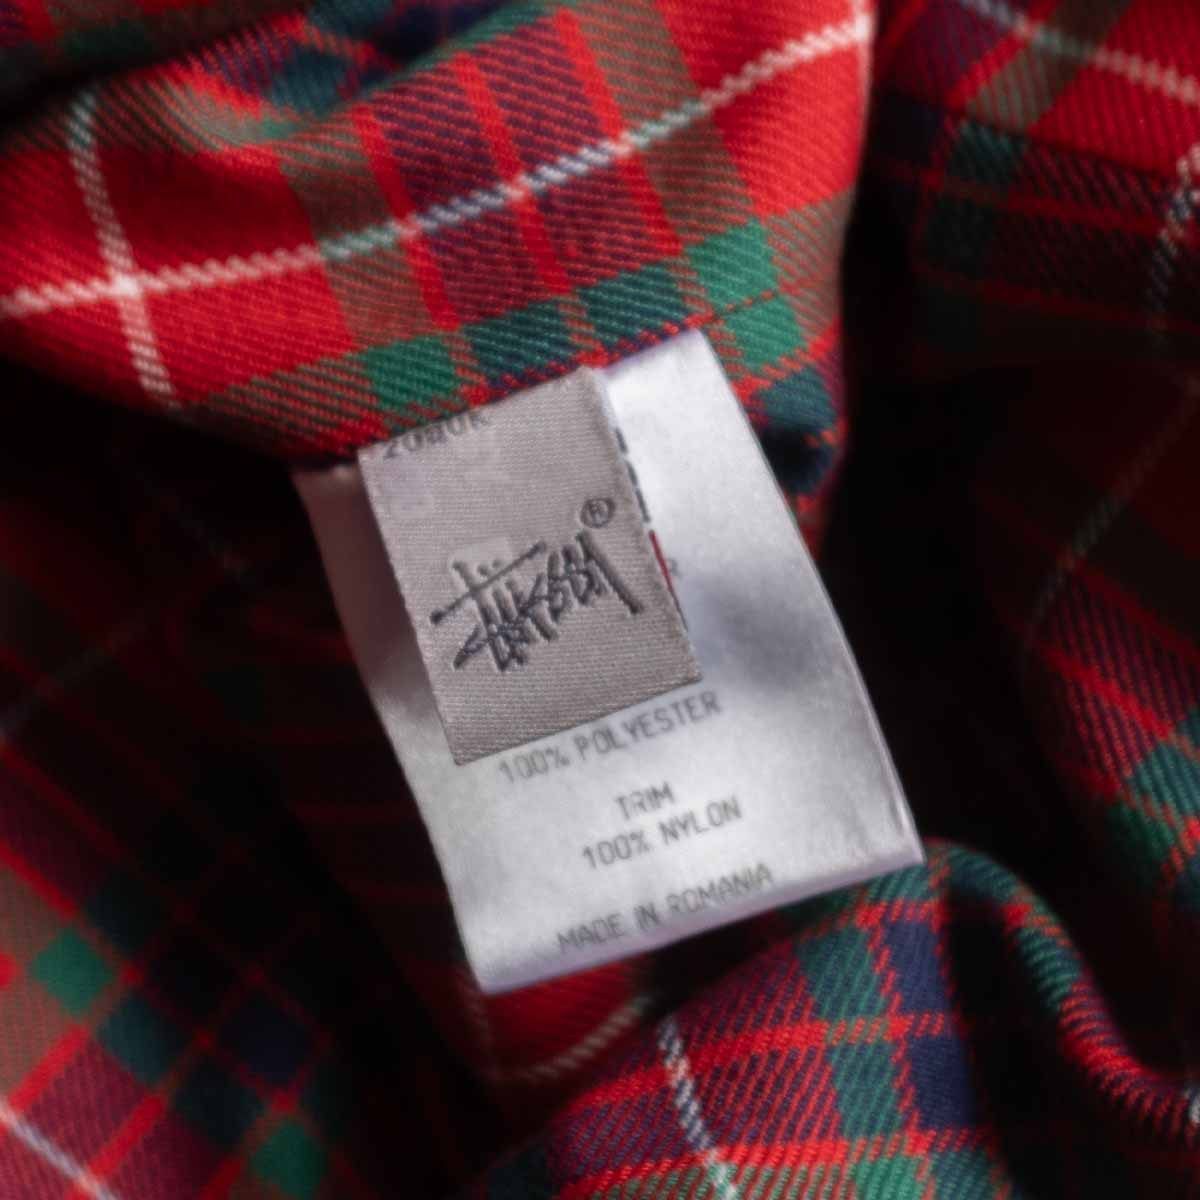 STÜSSY®
100% POLYESTER
TRIM
100% NYLON
MADE IN ROMANIA